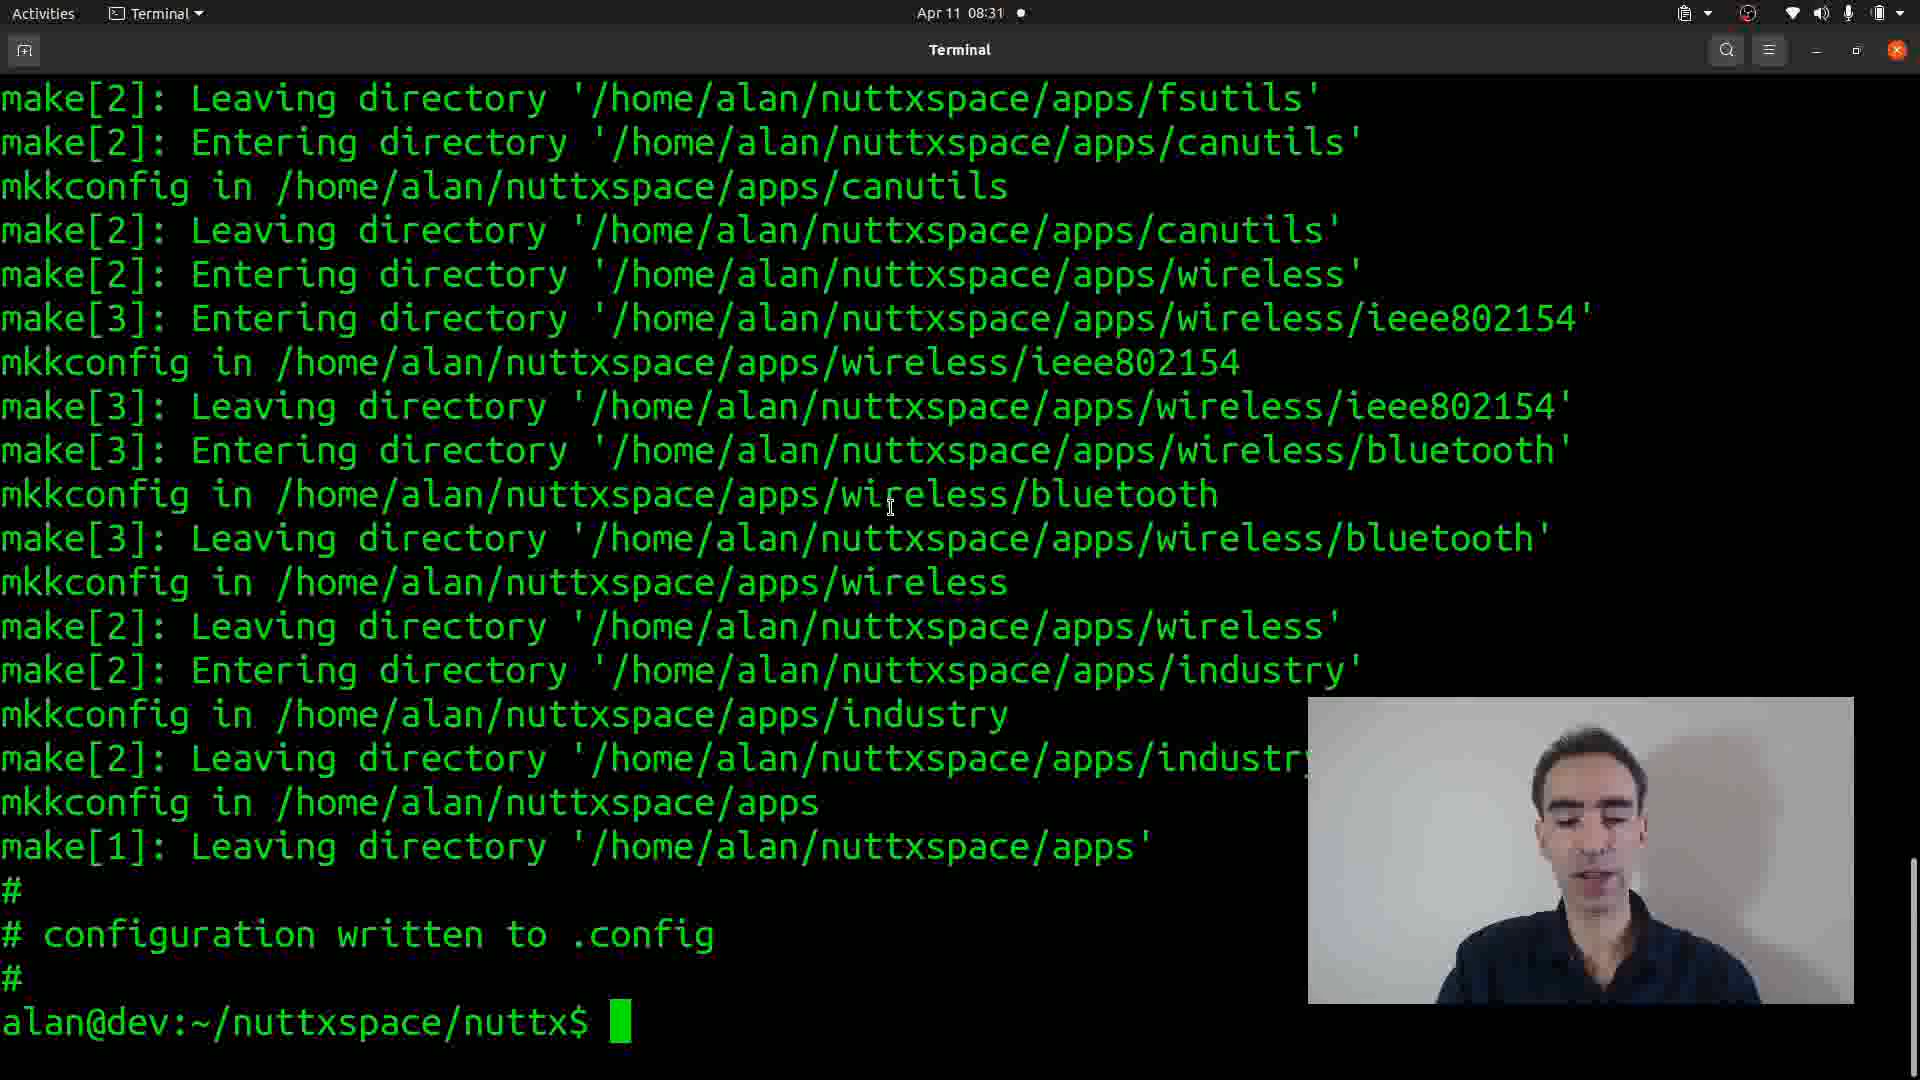 Activities Terminal Apr 11 08:31
Terminal
make[2]: Leaving directory '/home/alan/nuttxspace/apps/fsutils'
make[2]: Entering directory '/home/alan/nuttxspace/apps/canutils'
mkkconfig in /home/alan/nuttxspace/apps/canutils
make[2]: Leaving directory '/home/alan/nuttxspace/apps/canutils'
make[2]: Entering directory '/home/alan/nuttxspace/apps/wireless'
make[3]: Entering directory '/home/alan/nuttxspace/apps/wireless/ieee802154'
mkkconfig in /home/alan/nuttxspace/apps/wireless/ieee802154
make[3]: Leaving directory '/home/alan/nuttxspace/apps/wireless/ieee802154'
make[3]: Entering directory '/home/alan/nuttxspace/apps/wireless/bluetooth'
mkkconfig in /home/alan/nuttxspace/apps/wireless/bluetooth
make[3]: Leaving directory '/home/alan/nuttxspace/apps/wireless/bluetooth'
mkkconfig in /home/alan/nuttxspace/apps/wireless
make[2]: Leaving directory '/home/alan/nuttxspace/apps/wireless'
make[2]: Entering directory '/home/alan/nuttxspace/apps/industry'
mkkconfig in /home/alan/nuttxspace/apps/industry
make[2]: Leaving directory '/home/alan/nuttxspace/apps/industry
mkkconfig in /home/alan/nuttxspace/apps
make[1]: Leaving directory '/home/alan/nuttxspace/apps'
#
# configuration written to .config
#
alan@dev:~/nuttxspace/nuttx$